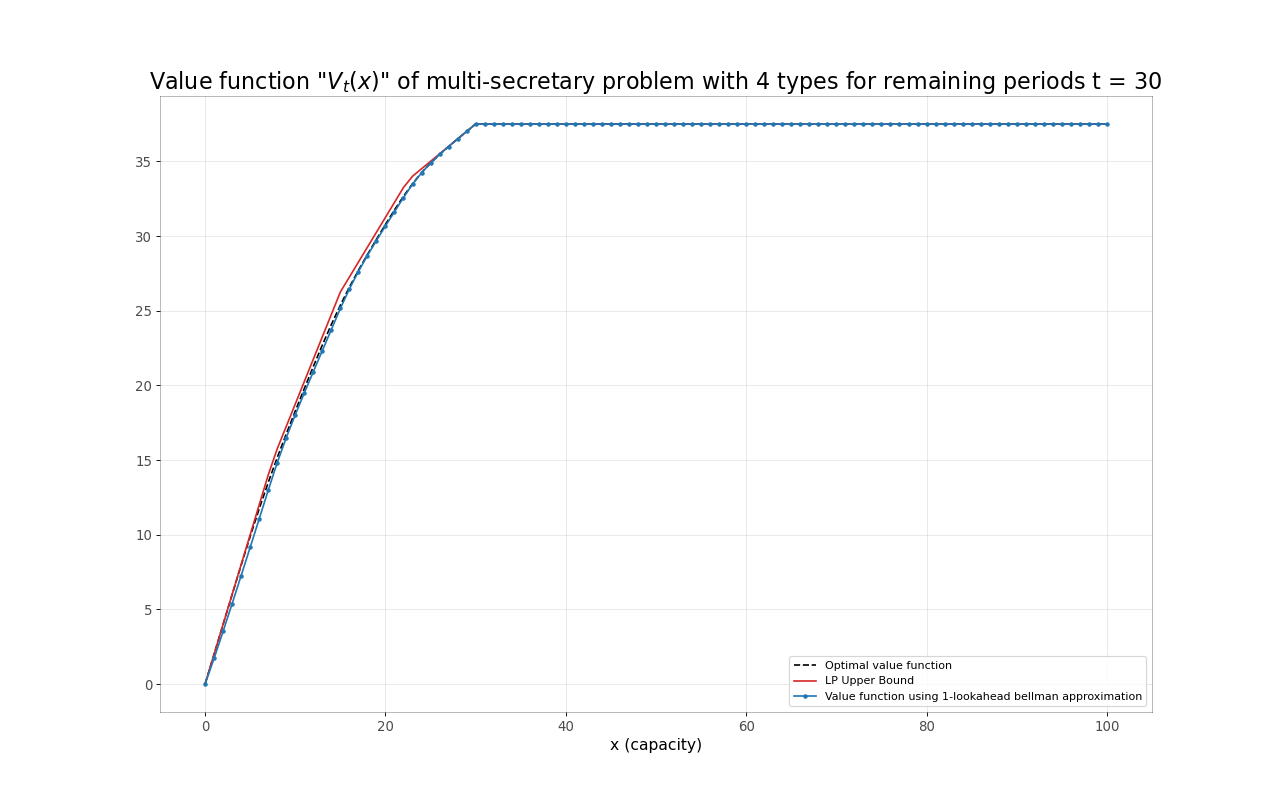 Value function "V_t(x)" of multi-secretary problem with 4 types for remaining periods t = 30
35
30
25
20
15
10
5
0
0 20 40 60 80 100
x (capacity)
Optimal value function
LP Upper Bound
Value function using 1-lookahead bellman approximation